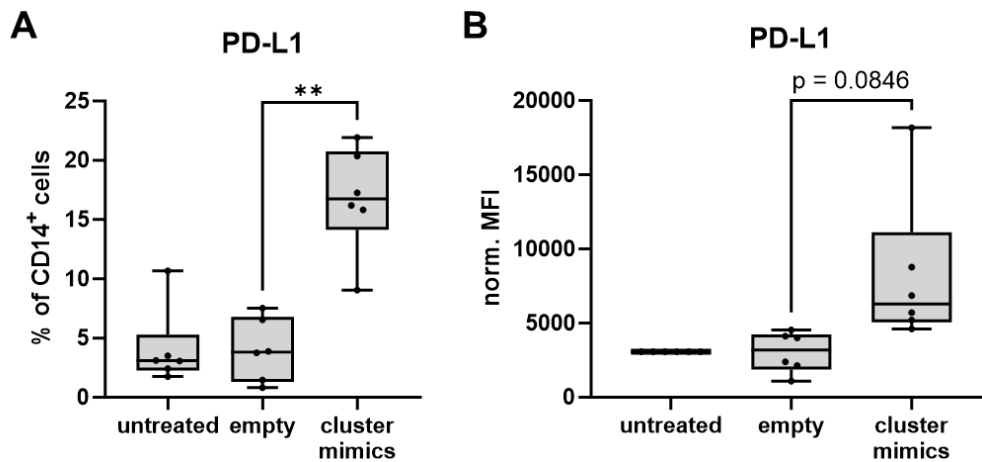 A
PD-L1
% of CD14⁺ cells
25
20
15
10
5
0
**
untreated
empty
cluster
mimics
B
PD-L1
norm. MFI
20000
15000
10000
5000
0
p = 0.0846
untreated
empty
cluster
mimics